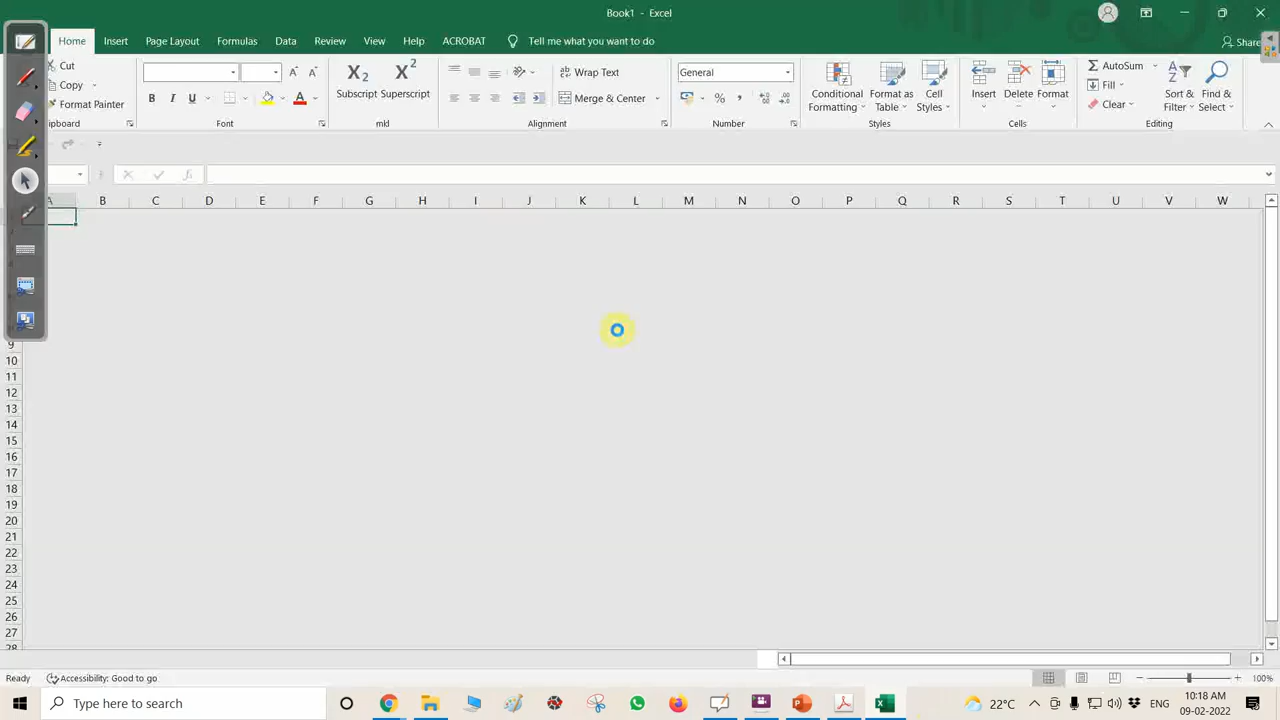 Book1 - Excel
Home Insert Page Layout Formulas Data Review View Help ACROBAT Tell me what you want to do Share
Cut
Copy
Format Painter
lipboard
B I U
Font
X2 Subscript
X2 Superscript
mkl
Wrap Text
Merge & Center
Alignment
General
% ,
Number
Conditional Formatting
Format as Table
Cell Styles
Styles
Insert Delete Format
Cells
AutoSum
Fill
Clear
Sort & Filter
Find & Select
Editing
fx
A B C D E F G H I J K L M N O P Q R S T U V W
9
10
11
12
13
14
15
16
17
18
19
20
21
22
23
24
25
26
27
28
Ready Accessibility: Good to go 100%
Type here to search 22°C ENG 10:18 AM
09-02-2022